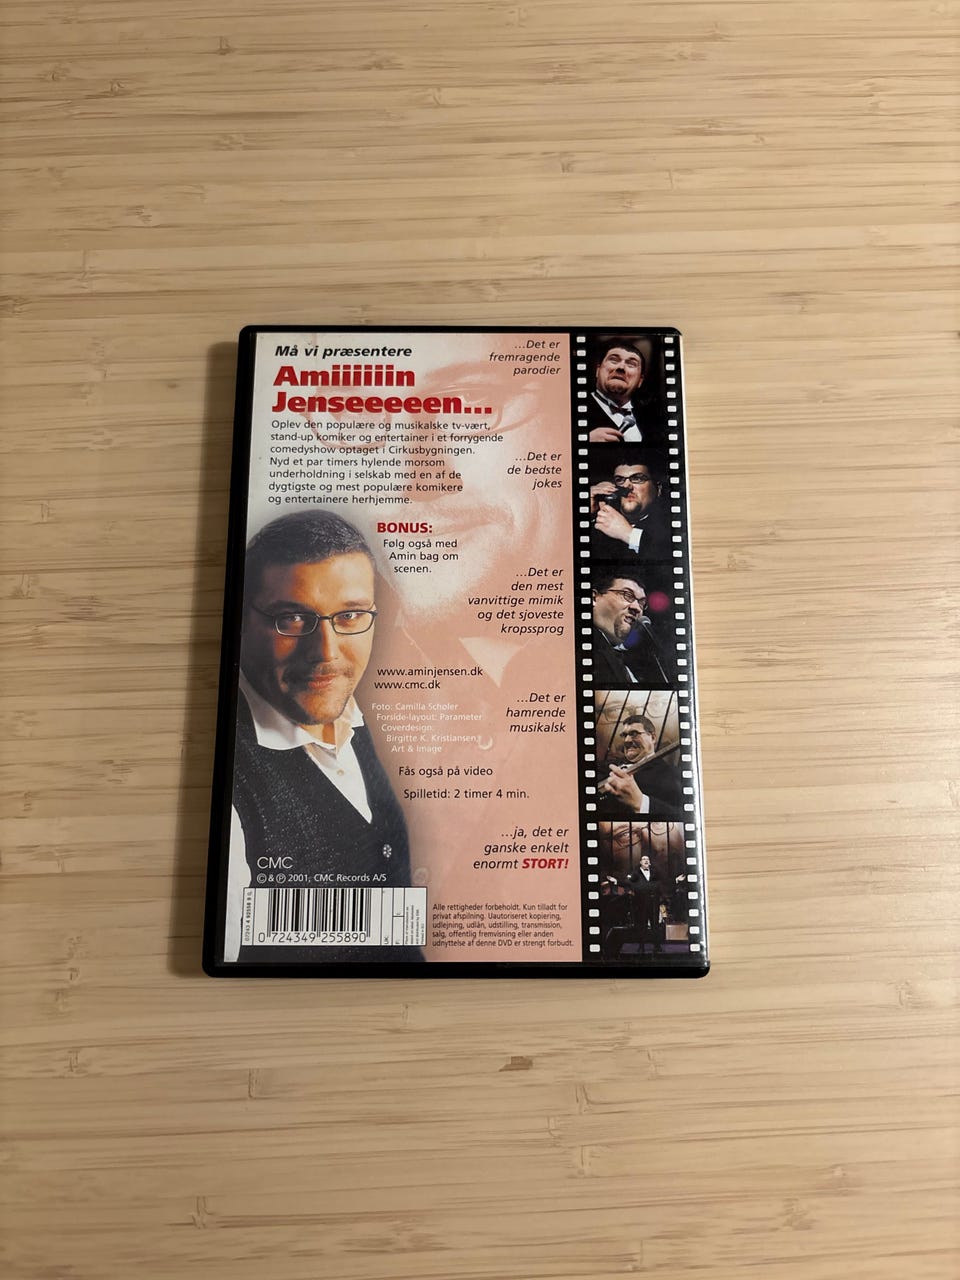 Må vi præsentere
Amiiiiiin
Jenseeeeen...
Oplev den populære og musikalske tv-vært,
stand-up komiker og entertainer i et forrygende
comedyshow optaget i Cirkusbygningen.
Nyd et par timers hylende morsom
underholdning i selskab med en af de
dygtigste og mest populære komikere
og entertainere herhjemme.
BONUS:
Følg også med
Amin bag om
scenen.
www.aminjensen.dk
www.cmc.dk
Foto: Camilla Schøler
Forside-layout: Parameter
Coverdesign:
Birgitte K. Kristiansen,
Art & Image
Fås også på video
Spilletid: 2 timer 4 min.
...Det er
fremragende
parodier
...Det er
de bedste
jokes
...Det er
den mest
vanvittige mimik
og det sjoveste
kropssprog
...Det er
hamrende
musikalsk
...ja, det er
ganske enkelt
enormt STORT!
CMC
© & ℗ 2001, CMC Records A/S
07243 4 92558 9 0
0 724349 255890
UK:
F:
Alle rettigheder forbeholdt. Kun tilladt for
privat afspilning. Uautoriseret kopiering,
udlejning, udlån, udstilling, transmission,
salg, offentlig fremvisning eller anden
udnyttelse af denne DVD er strengt forbudt.